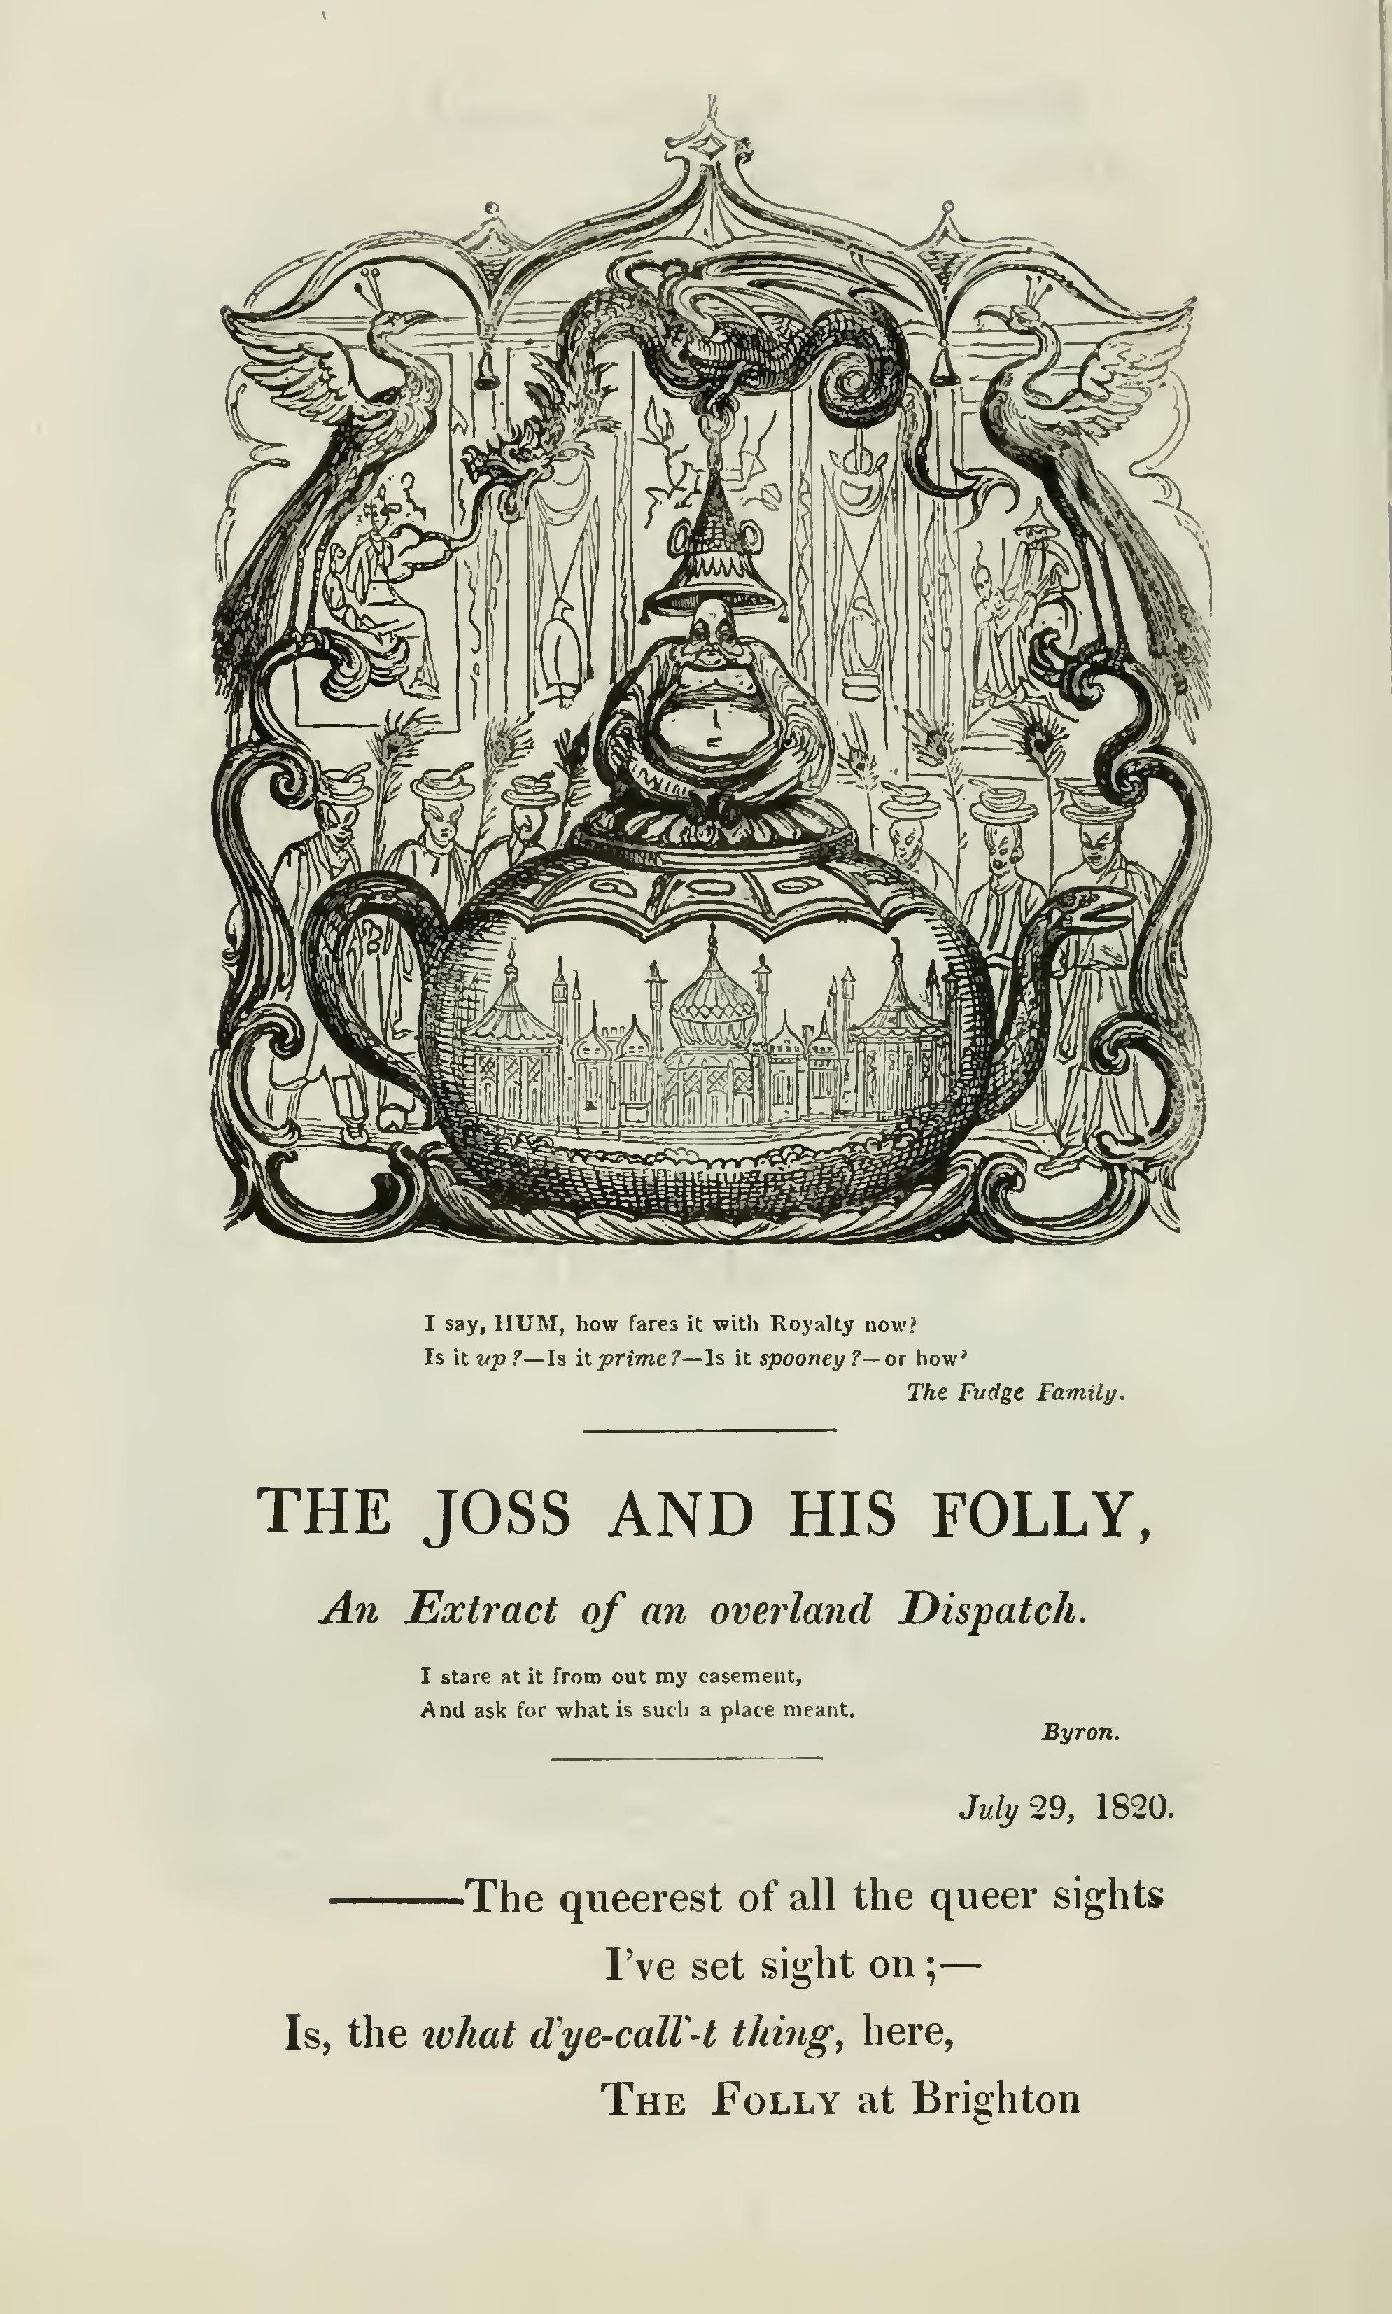 I say, HUM, how fares it with Royalty now?
Is it up?—Is it prime?—Is it spooney?—or how?
The Fudge Family.
THE JOSS AND HIS FOLLY,
An Extract of an overland Dispatch.
I stare at it from out my casement,
And ask for what is such a place meant.
Byron.
July 29, 1820.
———The queerest of all the queer sights
I've set sight on;—
Is, the what d'ye-call'-t thing, here,
THE FOLLY at Brighton